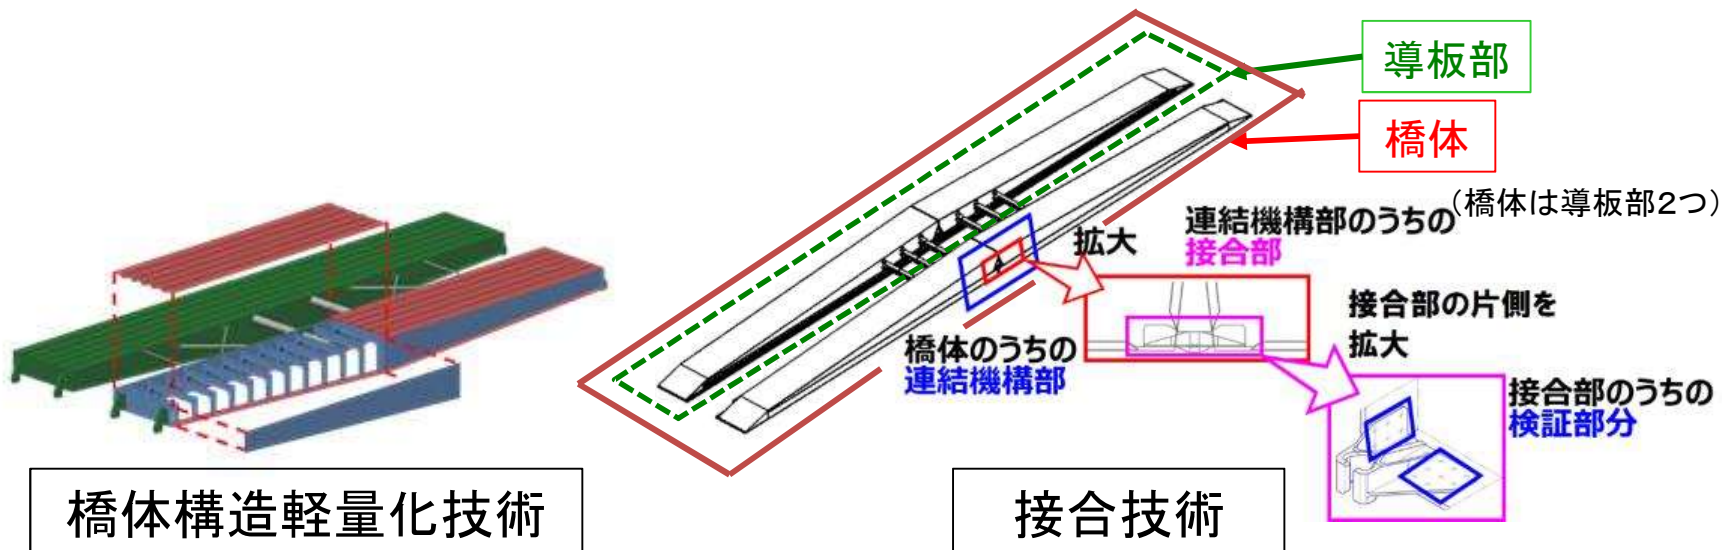 導板部
橋体
(橋体は導板部2つ)
連結機構部のうちの
接合部
拡大
接合部の片側を
拡大
橋体のうちの
連結機構部
接合部のうちの
検証部分
橋体構造軽量化技術
接合技術